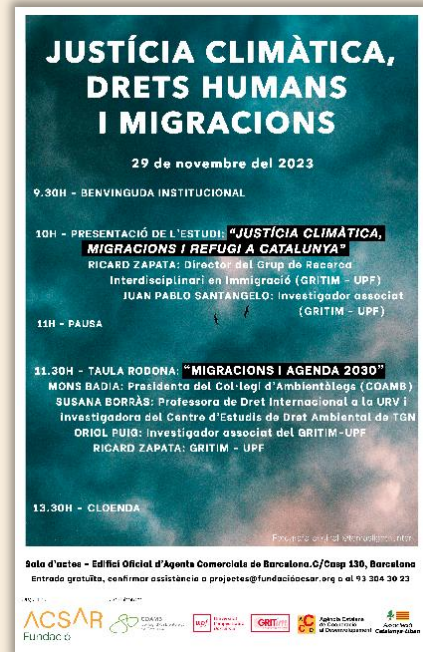 JUSTÍCIA CLIMÀTICA,
DRETS HUMANS
I MIGRACIONS
29 de novembre del 2023
9.30H - BENVINGUDA INSTITUCIONAL
10H - PRESENTACIÓ DE L'ESTUDI: "JUSTÍCIA CLIMÀTICA,
MIGRACIONS I REFUGI A CATALUNYA"
RICARD ZAPATA: Director del Grup de Recerca
Interdisciplinari en Immigració (GRITIM - UPF)
JUAN PABLO SANTÁNGELO: Investigador associat
(GRITIM - UPF)
11H - PAUSA
11.30H - TAULA RODONA: "MIGRACIONS I AGENDA 2030"
MONS BADIA: Presidenta del Col·legi d'Ambientòlegs (COAMB)
SUSANA BORRÀS: Professora de Dret Internacional a la URV i
investigadora del Centre d'Estudis de Dret Ambiental de TGN
ORIOL PUIG: Investigador associat del GRITIM-UPF
RICARD ZAPATA: GRITIM - UPF
13.30H - CLOENDA
Sala d'actes - Edifici Oficial d'Agents Comercials de Barcelona.C/Casp 130, Barcelona
Entrada gratuïta, confirmar assistència a projectes@fundacioacsar.org o al 93 304 30 23
ACSAR
Fundació
COAMB
upf.
GRITim
Agència Catalana
de Cooperació
al Desenvolupament
Catalunya-Líban